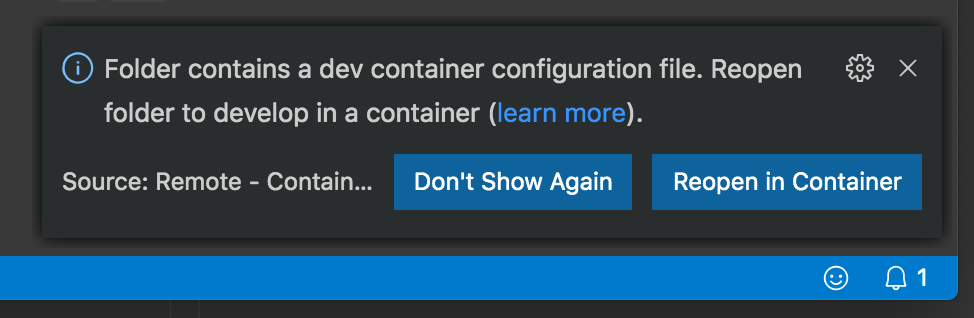 Folder contains a dev container configuration file. Reopen
folder to develop in a container (learn more).
Source: Remote - Contain...
Don't Show Again
Reopen in Container
1